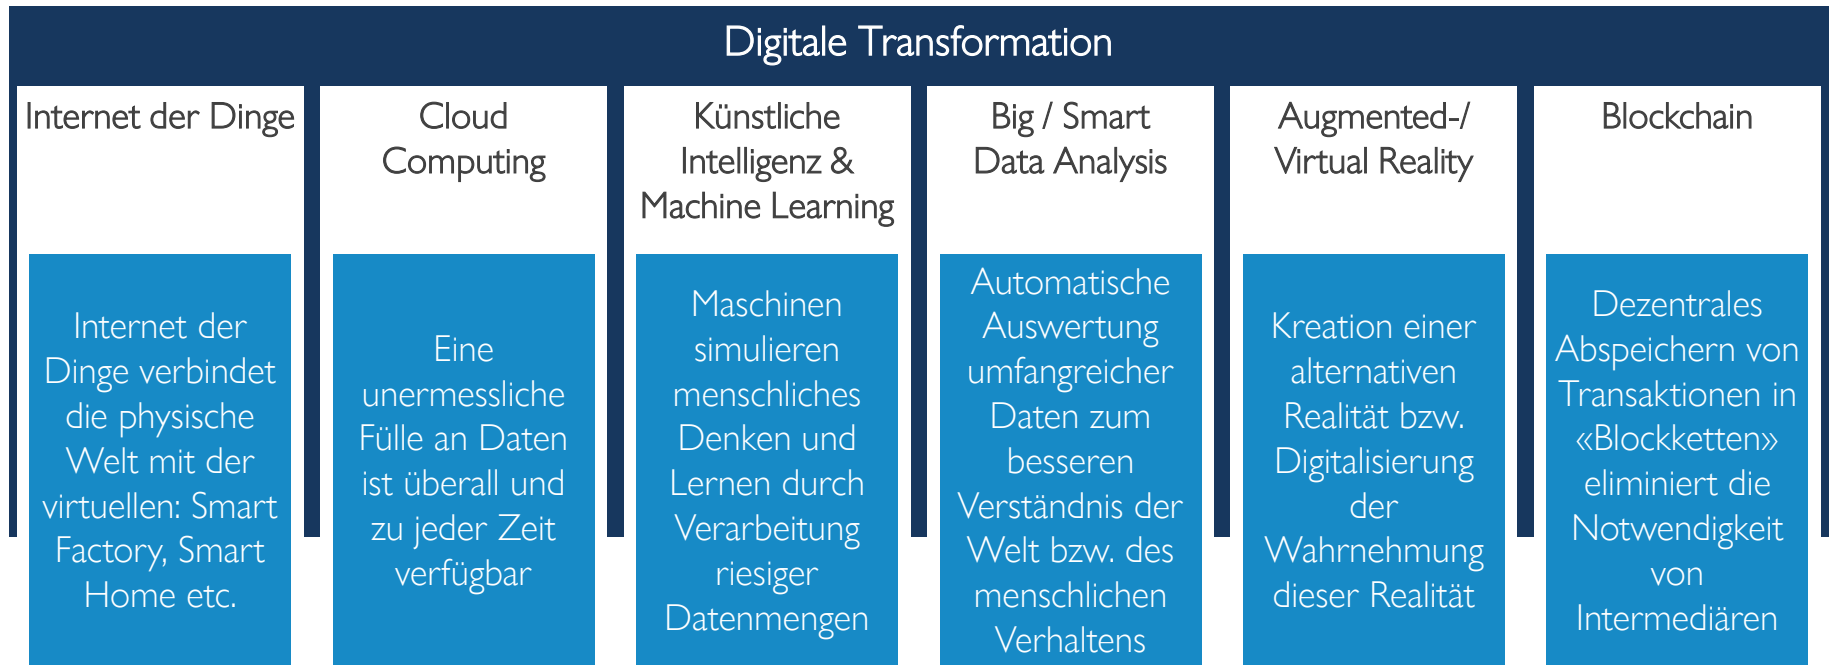 Digitale Transformation
Internet der Dinge
Internet der
Dinge verbindet
die physische
Welt mit der
virtuellen: Smart
Factory, Smart
Home etc.
Cloud
Computing
Eine
unermessliche
Fülle an Daten
ist überall und
zu jeder Zeit
verfügbar
Künstliche
Intelligenz &
Machine Learning
Maschinen
simulieren
menschliches
Denken und
Lernen durch
Verarbeitung
riesiger
Datenmengen
Big / Smart
Data Analysis
Automatische
Auswertung
umfangreicher
Daten zum
besseren
Verständnis der
Welt bzw. des
menschlichen
Verhaltens
Augmented-/
Virtual Reality
Kreation einer
alternativen
Realität bzw.
Digitalisierung
der
Wahrnehmung
dieser Realität
Blockchain
Dezentrales
Abspeichern von
Transaktionen in
«Blockketten»
eliminiert die
Notwendigkeit
von
Intermediären